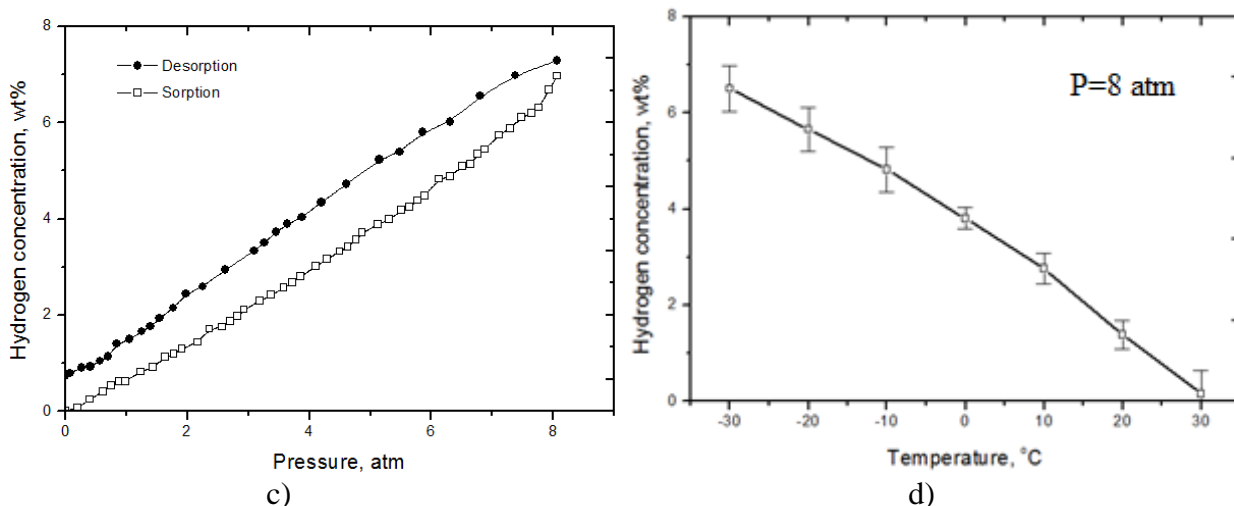 8
6
4
2
0
Hydrogen concentration, wt%
Desorption
Sorption
0 2 4 6 8
Pressure, atm
c)
8
6
4
2
0
Hydrogen concentration, wt%
P=8 atm
-30 -20 -10 0 10 20 30
Temperature, °C
d)